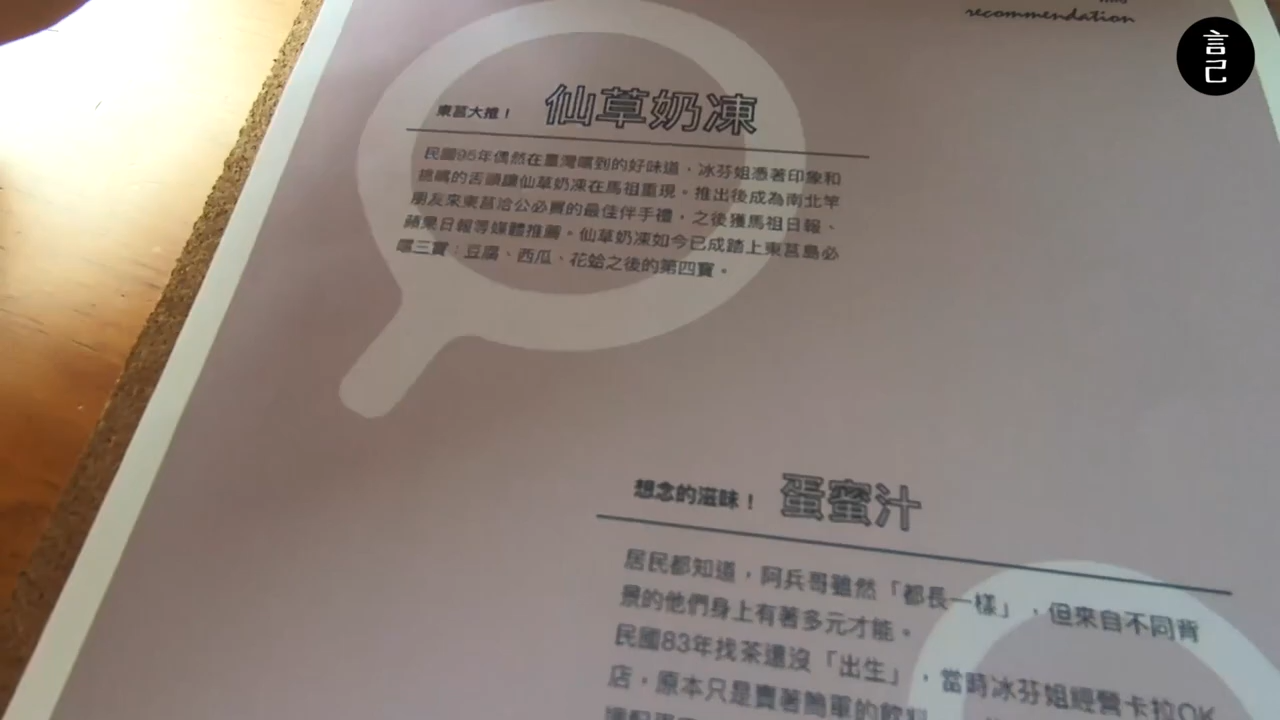 recommendation
言
己
東莒大推！ 仙草奶凍
民國95年偶然在臺灣嚐到的好味道，冰芬姐憑著印象和
挑嘴的舌頭讓仙草奶凍在馬祖重現。推出後成為南北竿
朋友來東莒洽公必買的最佳伴手禮，之後獲馬祖日報、
蘋果日報等媒體推薦。仙草奶凍如今已成踏上東莒島必
嚐三寶：豆腐、西瓜、花蛤之後的第四寶。
想念的滋味！ 蛋蜜汁
居民都知道，阿兵哥雖然「都長一樣」，但來自不同背
景的他們身上有著多元才能。
民國83年找茶還沒「出生」，當時冰芬姐經營卡拉OK
店，原本只是賣著簡單的飲料